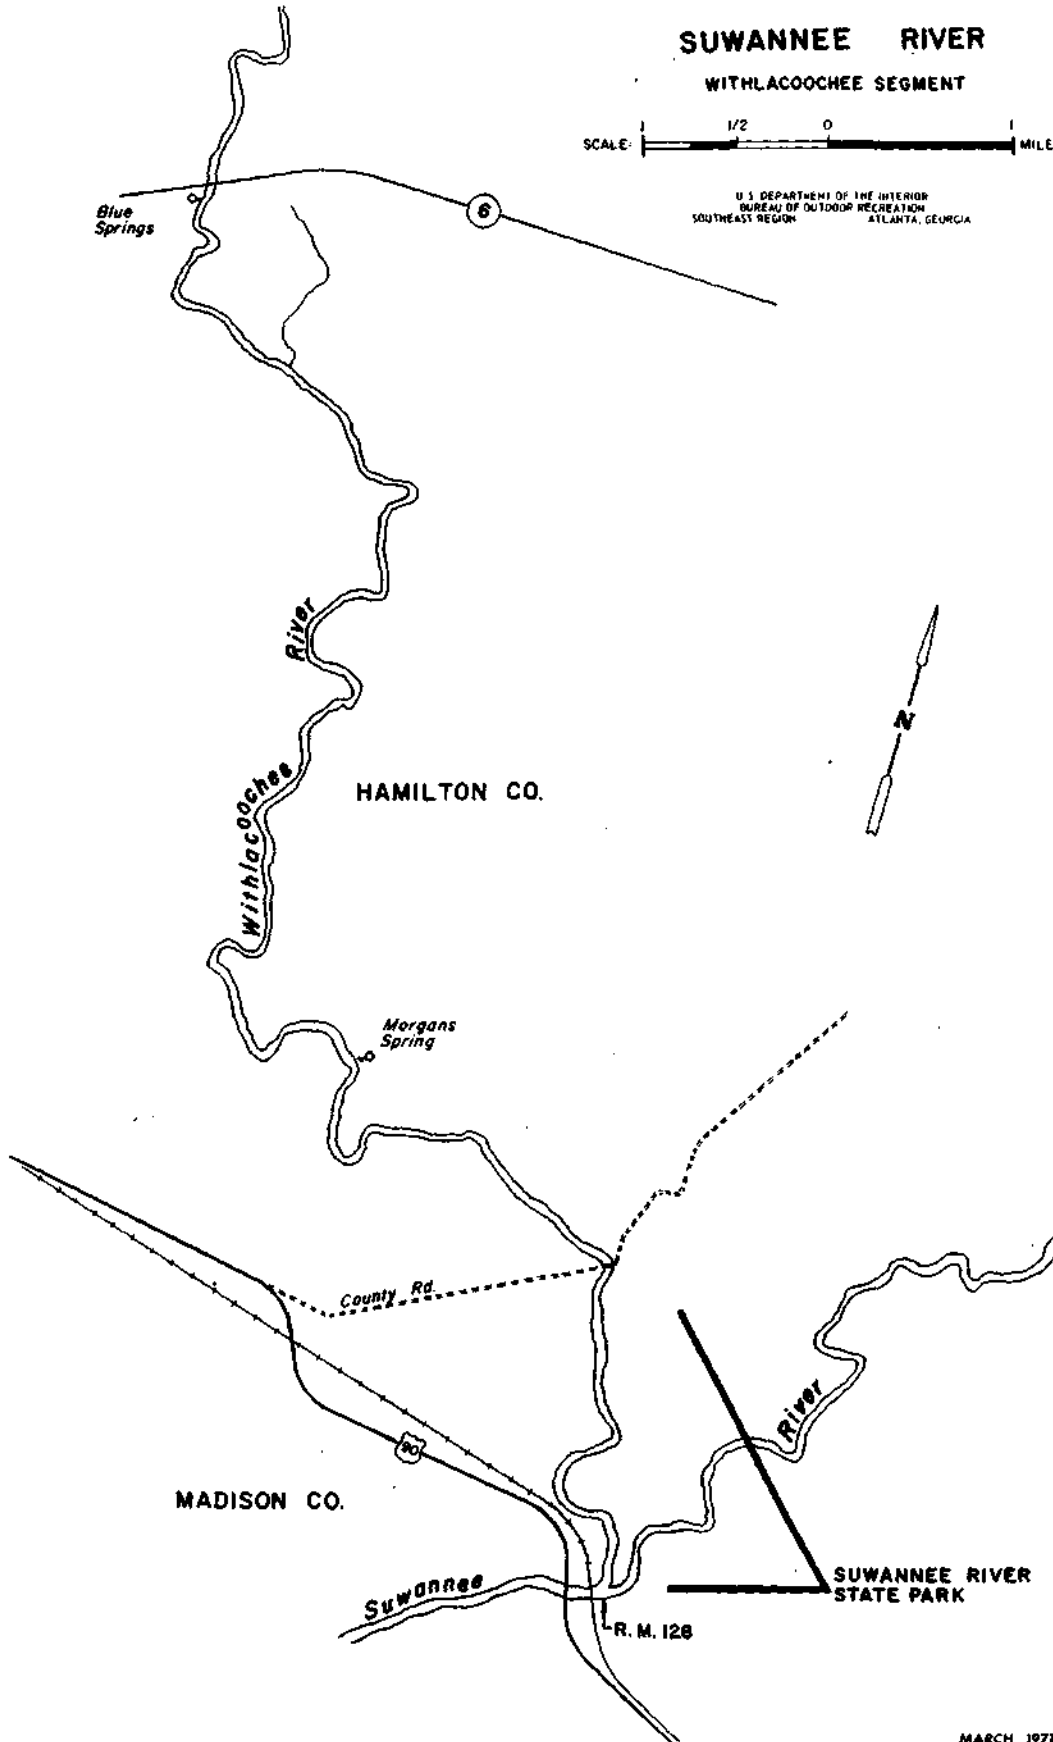 SUWANNEE RIVER
WITHLACOOCHEE SEGMENT
1 1/2 0 1
SCALE: MILE
U.S. DEPARTMENT OF THE INTERIOR
BUREAU OF OUTDOOR RECREATION
SOUTHEAST REGION ATLANTA, GEORGIA
Blue
Springs
6
River
N
Withlacoochee
HAMILTON CO.
Morgans
Spring
County Rd.
River
90
MADISON CO.
Suwannee
SUWANNEE RIVER
STATE PARK
R.M. 128
MARCH 1971